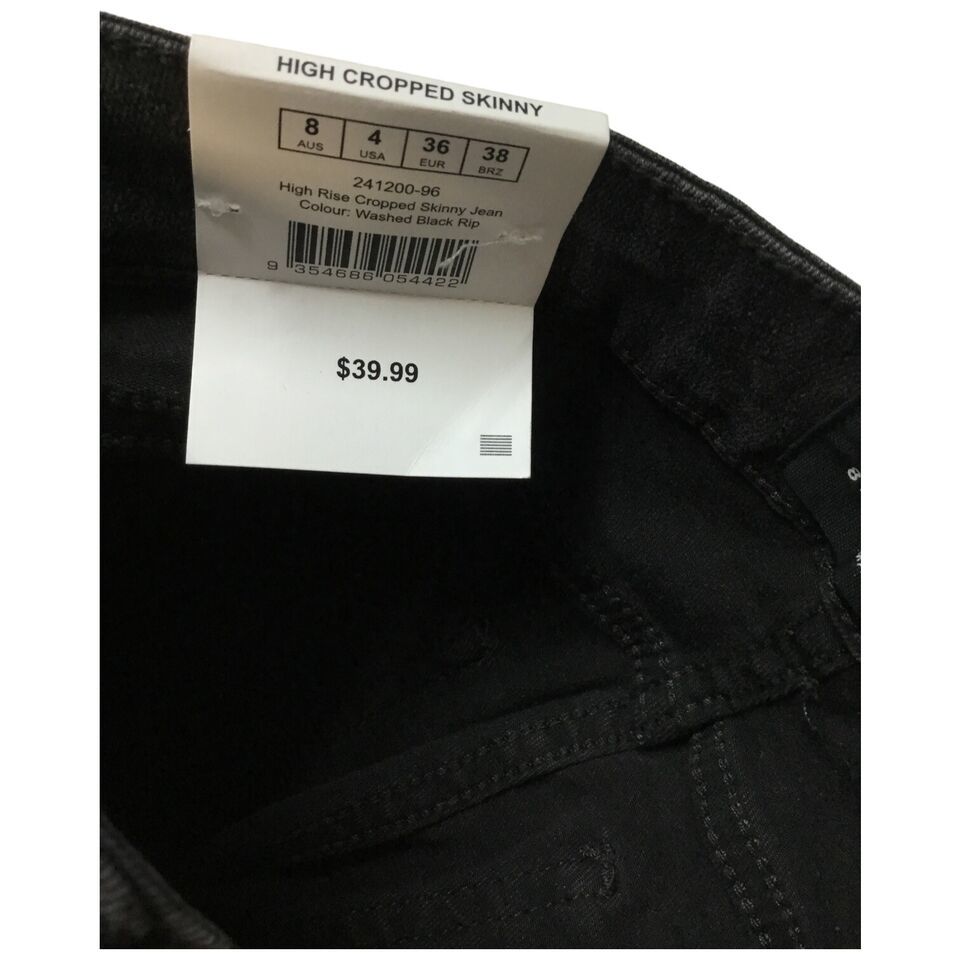 HIGH CROPPED SKINNY
8 4 36 38
AUS USA EUR BRZ
241200-96
High Rise Cropped Skinny Jean
Colour: Washed Black Rip
9 354686 054422
$39.99
8